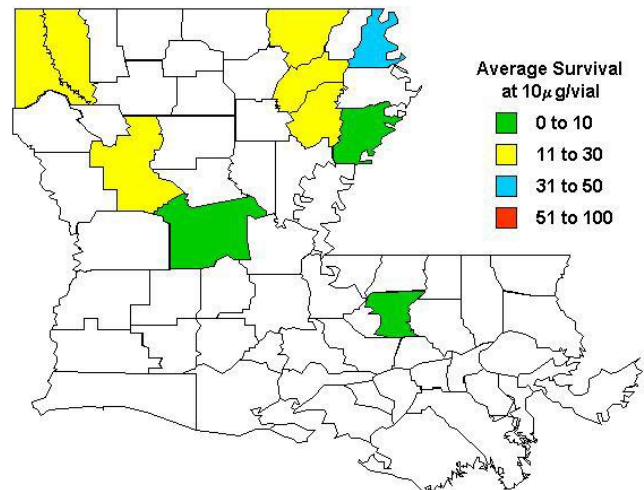 Average Survival
at 10μg/vial
0 to 10
11 to 30
31 to 50
51 to 100